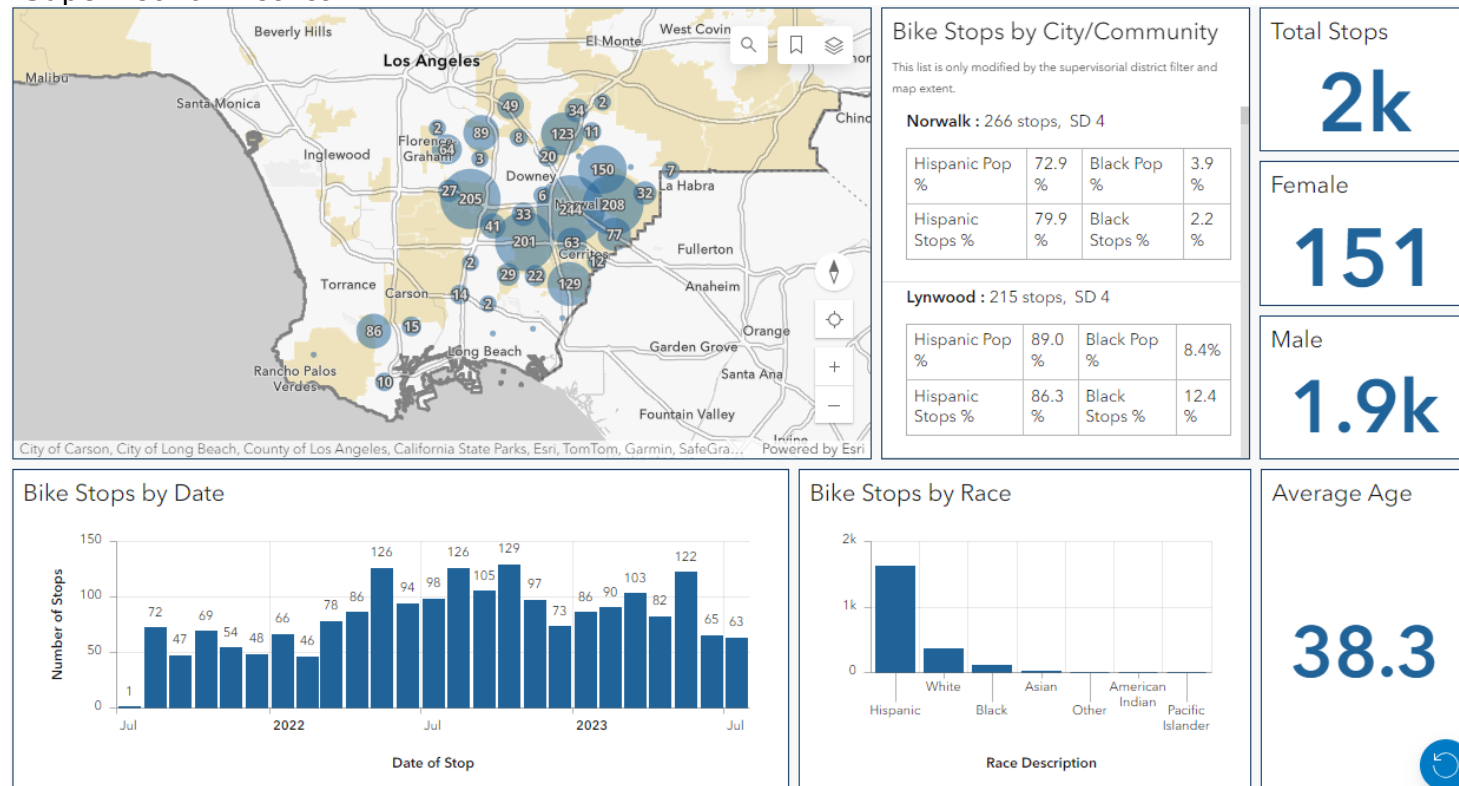 Beverly Hills
West Covin
El Monte
Los Angeles
Malibu
Santa Monica
49
34
2
Chino
2
89
8
123
11
Florence-
Graham
64
Inglewood
3
20
150
7
Downey
La Habra
27
205
6
244
208
32
33
41
201
63
77
Fullerton
Cerritos
12
2
29
22
129
Torrance
Carson
14
2
Anaheim
86
15
Orange
Long Beach
Garden Grove
Rancho Palos
Verdes
10
Santa Ana
Fountain Valley
City of Carson, City of Long Beach, County of Los Angeles, California State Parks, Esri, TomTom, Garmin, SafeGra...
Powered by Esri
Bike Stops by City/Community
This list is only modified by the supervisorial district filter and
map extent.
Norwalk : 266 stops, SD 4
Hispanic Pop
%
72.9
%
Black Pop
%
3.9
%
Hispanic
Stops %
79.9
%
Black
Stops %
2.2
%
Lynwood : 215 stops, SD 4
Hispanic Pop
%
89.0
%
Black Pop
%
8.4%
Hispanic
Stops %
86.3
%
Black
Stops %
12.4
%
Total Stops
2k
Female
151
Male
1.9k
Bike Stops by Date
Number of Stops
150
100
50
0
1
72
47
69
54
48
66
46
78
86
126
94
98
126
105
129
97
73
86
90
103
82
122
65
63
Jul
2022
Jul
2023
Jul
Date of Stop
Bike Stops by Race
2k
1k
0
Hispanic
White
Black
Asian
Other
American
Indian
Pacific
Islander
Race Description
Average Age
38.3